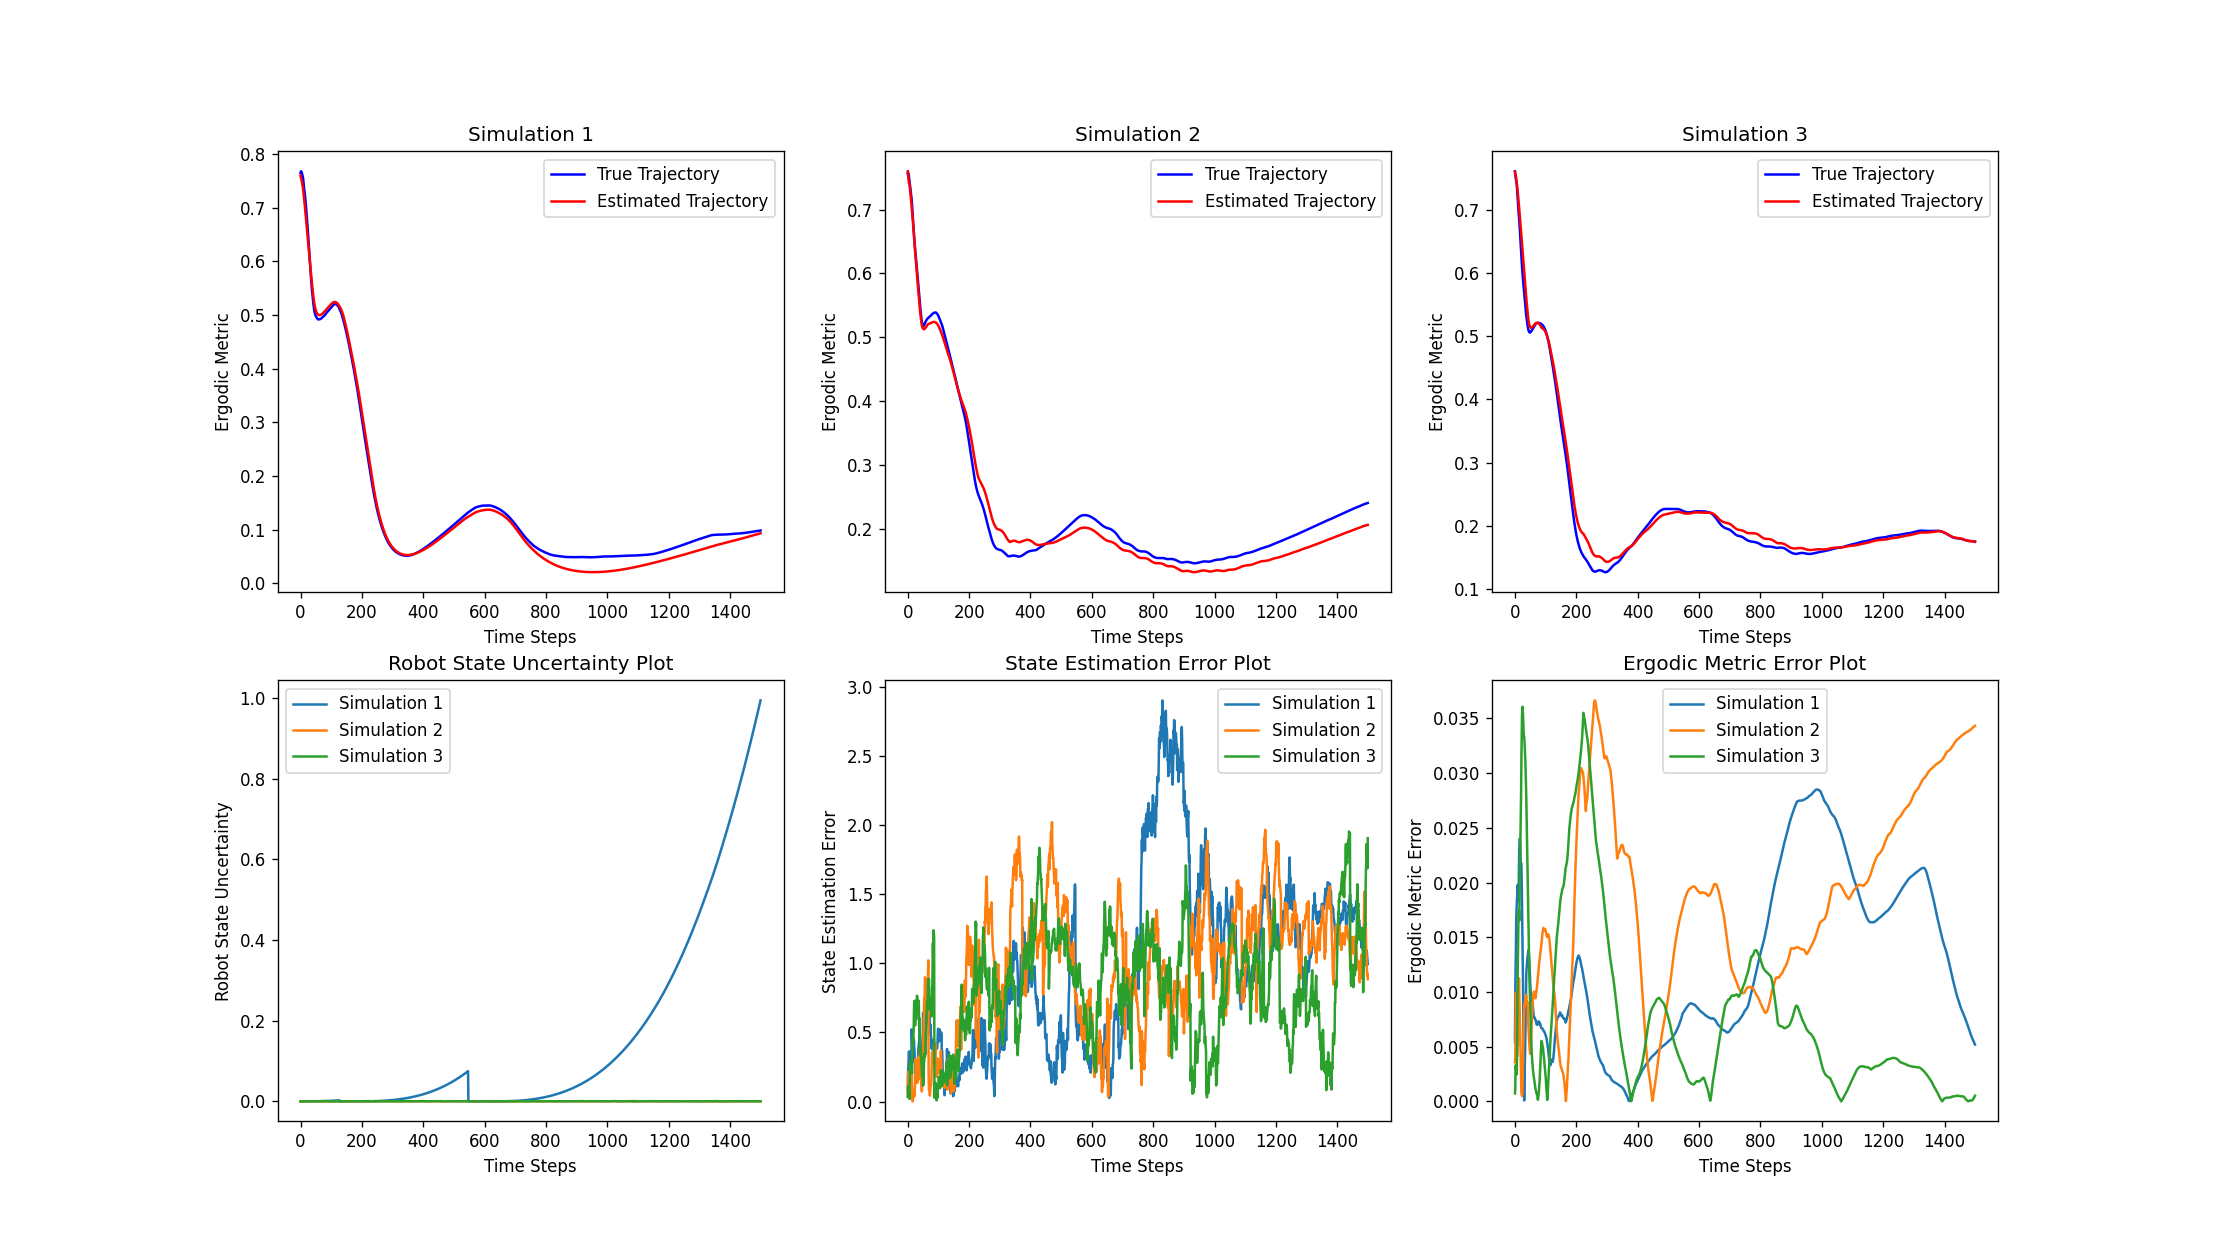 Simulation 1
Simulation 2
Simulation 3
True Trajectory
Estimated Trajectory
True Trajectory
Estimated Trajectory
True Trajectory
Estimated Trajectory
Ergodic Metric
0.8
0.7
0.6
0.5
0.4
0.3
0.2
0.1
0.0
0 200 400 600 800 1000 1200 1400
Time Steps
Ergodic Metric
0.7
0.6
0.5
0.4
0.3
0.2
0 200 400 600 800 1000 1200 1400
Time Steps
Ergodic Metric
0.7
0.6
0.5
0.4
0.3
0.2
0.1
0 200 400 600 800 1000 1200 1400
Time Steps
Robot State Uncertainty Plot
Simulation 1
Simulation 2
Simulation 3
Robot State Uncertainty
1.0
0.8
0.6
0.4
0.2
0.0
0 200 400 600 800 1000 1200 1400
Time Steps
State Estimation Error Plot
Simulation 1
Simulation 2
Simulation 3
State Estimation Error
3.0
2.5
2.0
1.5
1.0
0.5
0.0
0 200 400 600 800 1000 1200 1400
Time Steps
Ergodic Metric Error Plot
Simulation 1
Simulation 2
Simulation 3
Ergodic Metric Error
0.035
0.030
0.025
0.020
0.015
0.010
0.005
0.000
0 200 400 600 800 1000 1200 1400
Time Steps